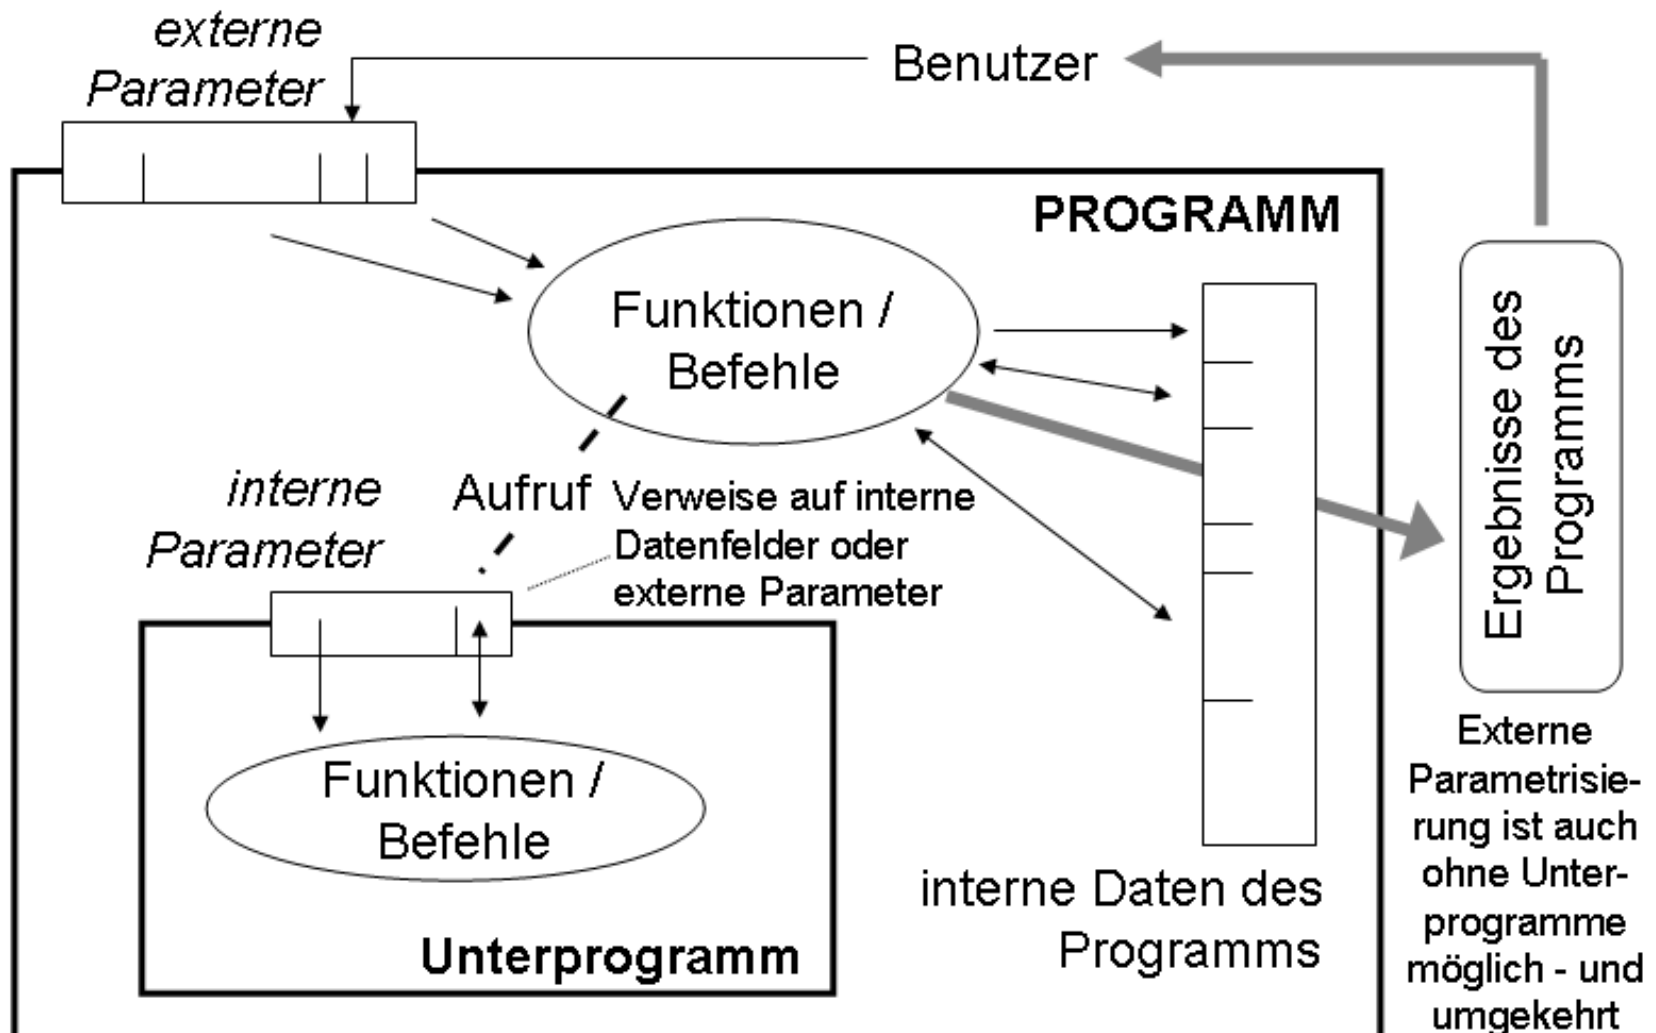 externe
Parameter
Benutzer
PROGRAMM
Funktionen /
Befehle
Ergebnisse des
Programms
interne
Parameter
Aufruf
Verweise auf interne
Datenfelder oder
externe Parameter
Funktionen /
Befehle
Unterprogramm
interne Daten des
Programms
Externe
Parametrisie-
rung ist auch
ohne Unter-
programme
möglich - und
umgekehrt